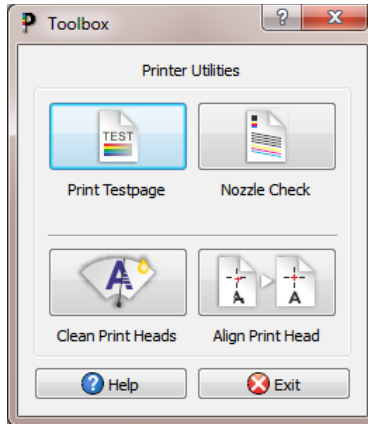 Toolbox
Printer Utilities
TEST
Print Testpage
Nozzle Check
A
A
A
Clean Print Heads
Align Print Head
Help
Exit